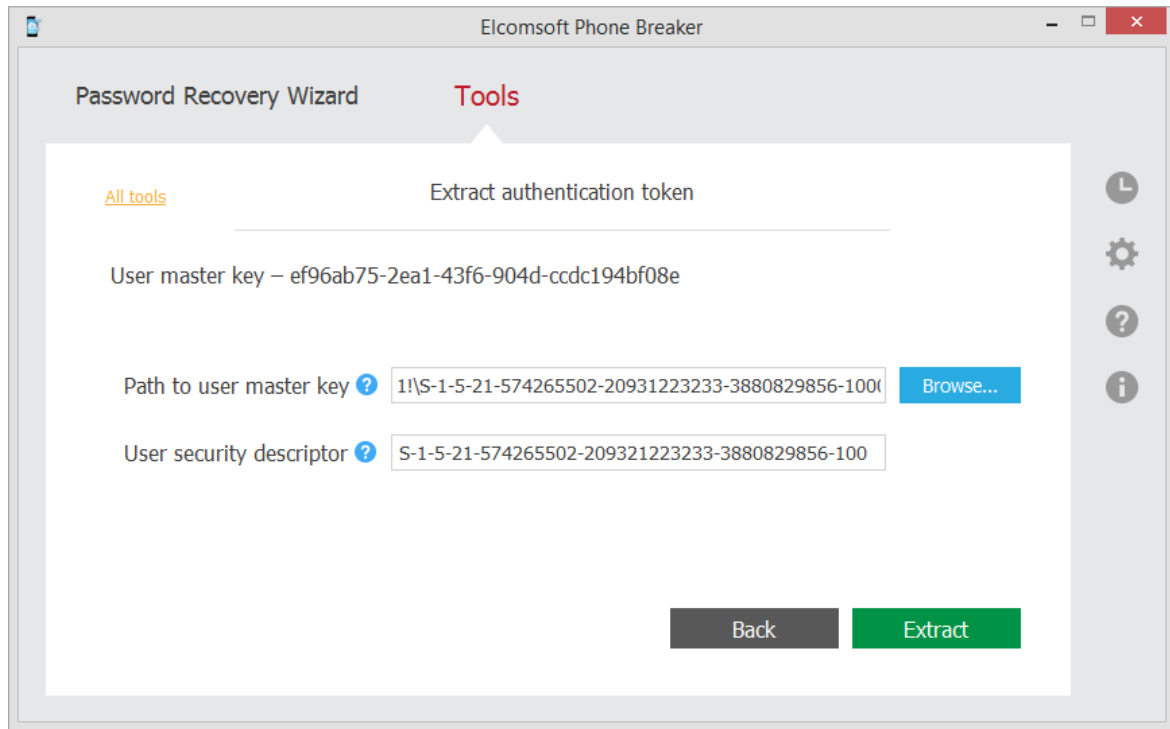 Elcomsoft Phone Breaker
Password Recovery Wizard Tools
All tools Extract authentication token
User master key – ef96ab75-2ea1-43f6-904d-ccdc194bf08e
Path to user master key ? 1!\S-1-5-21-574265502-20931223233-3880829856-1000 Browse...
User security descriptor ? S-1-5-21-574265502-209321223233-3880829856-100
Back Extract